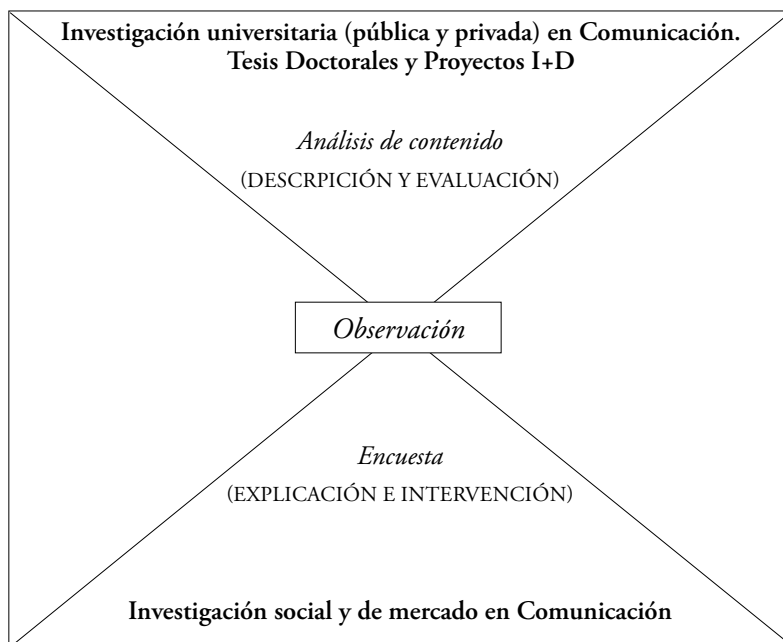 Investigación universitaria (pública y privada) en Comunicación.
Tesis Doctorales y Proyectos I+D
Análisis de contenido
(DESCRPICIÓN Y EVALUACIÓN)
Observación
Encuesta
(EXPLICACIÓN E INTERVENCIÓN)
Investigación social y de mercado en Comunicación